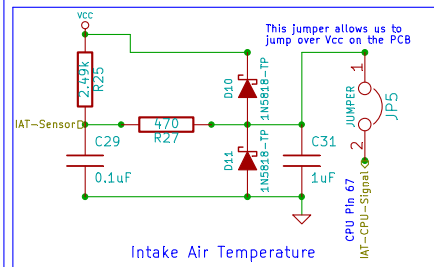 vcc
This jumper allows us to
jump over Vcc on the PCB
2.49k
R25
D10
1N5818-TP
1
JUMPER
JP5
2
IAT-Sensor
470
R27
C29
0.1uF
D11
1N5818-TP
C31
1uF
CPU Pin 67
IAT-CPU-Signal
Intake Air Temperature